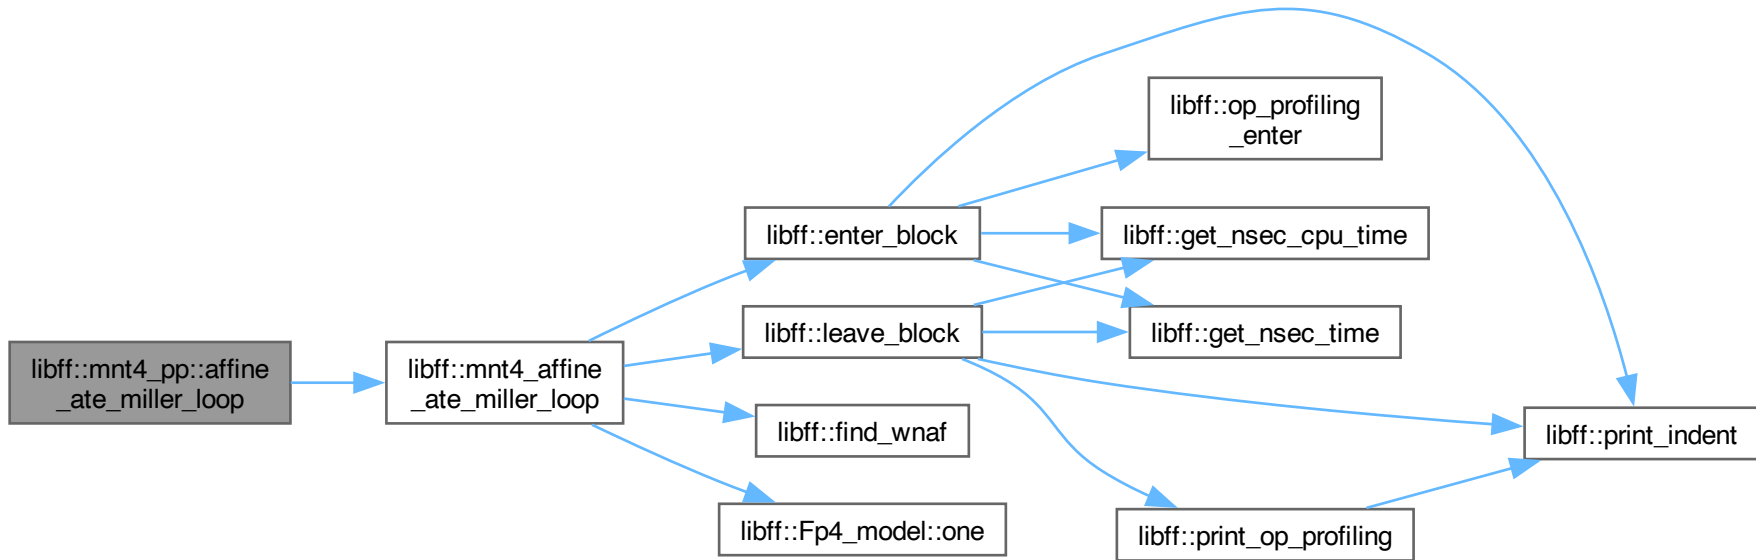 libff::mnt4_pp::affine
_ate_miller_loop
libff::mnt4_affine
_ate_miller_loop
libff::enter_block
libff::leave_block
libff::find_wnaf
libff::Fp4_model::one
libff::op_profiling
_enter
libff::get_nsec_cpu_time
libff::get_nsec_time
libff::print_op_profiling
libff::print_indent